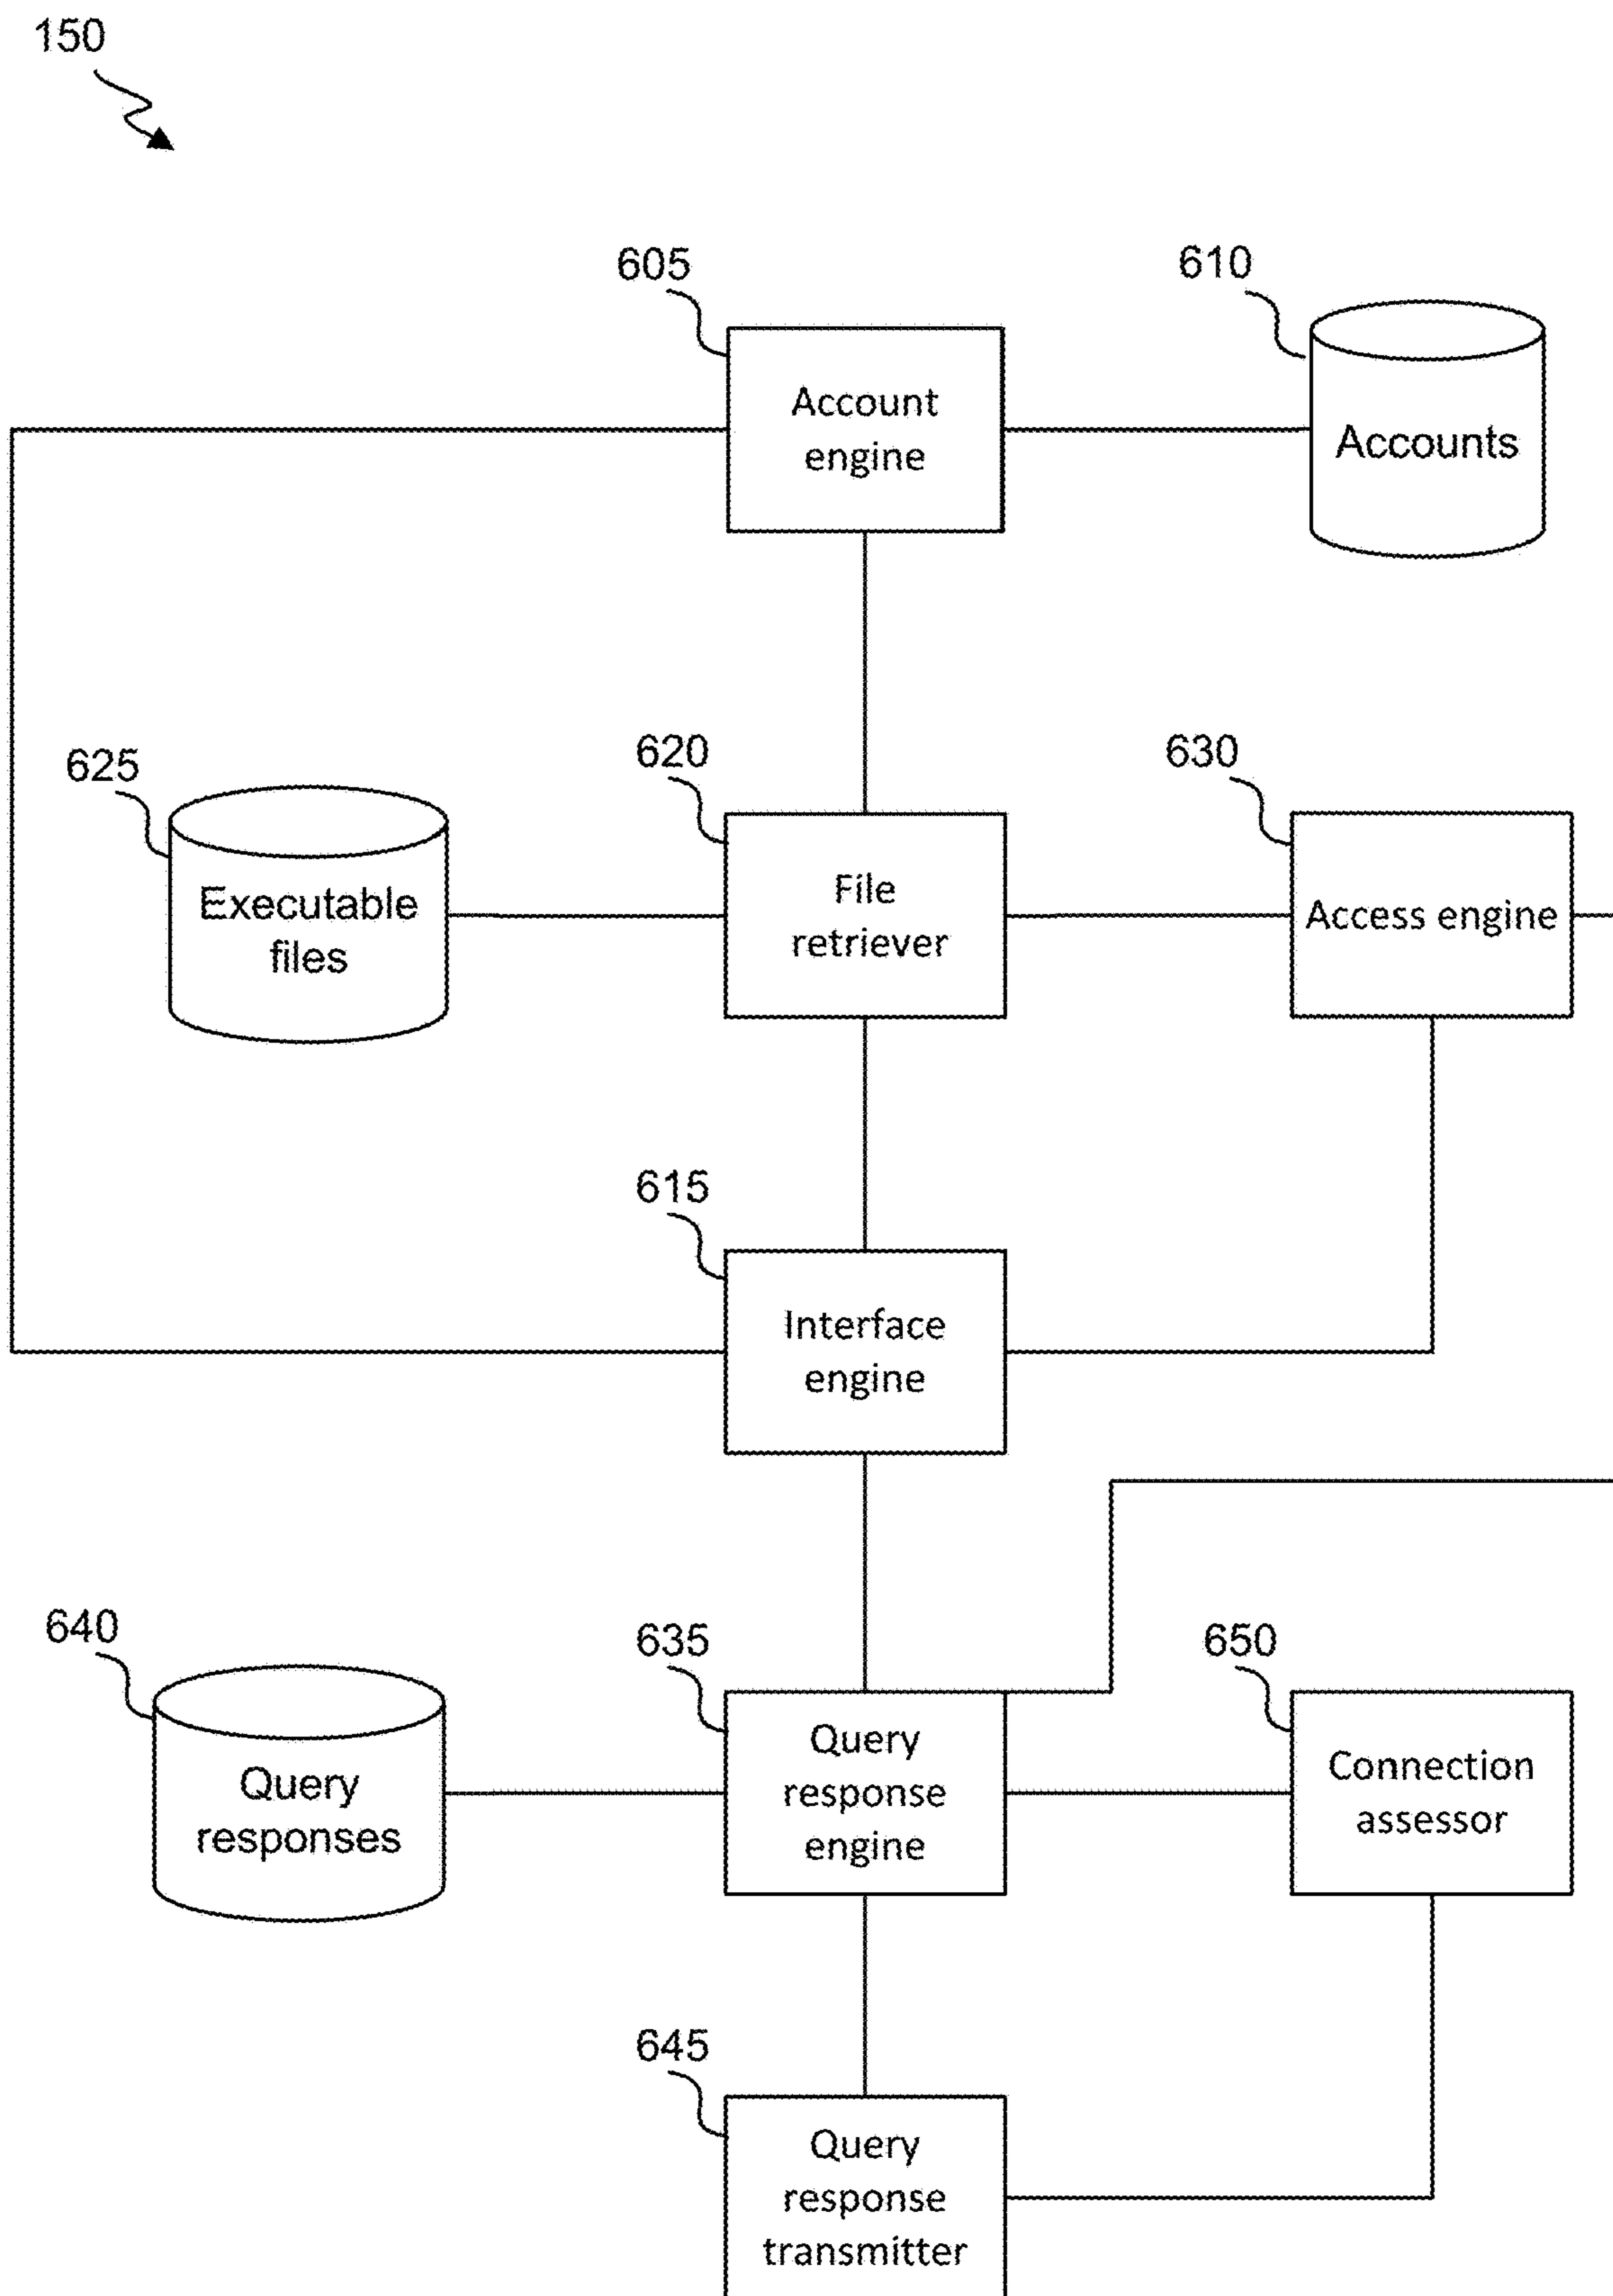 150
605
610
Account
engine
Accounts
625
620
630
Executable
files
File
retriever
Access engine
615
Interface
engine
640
635
650
Query
responses
Query
response
engine
Connection
assessor
645
Query
response
transmitter